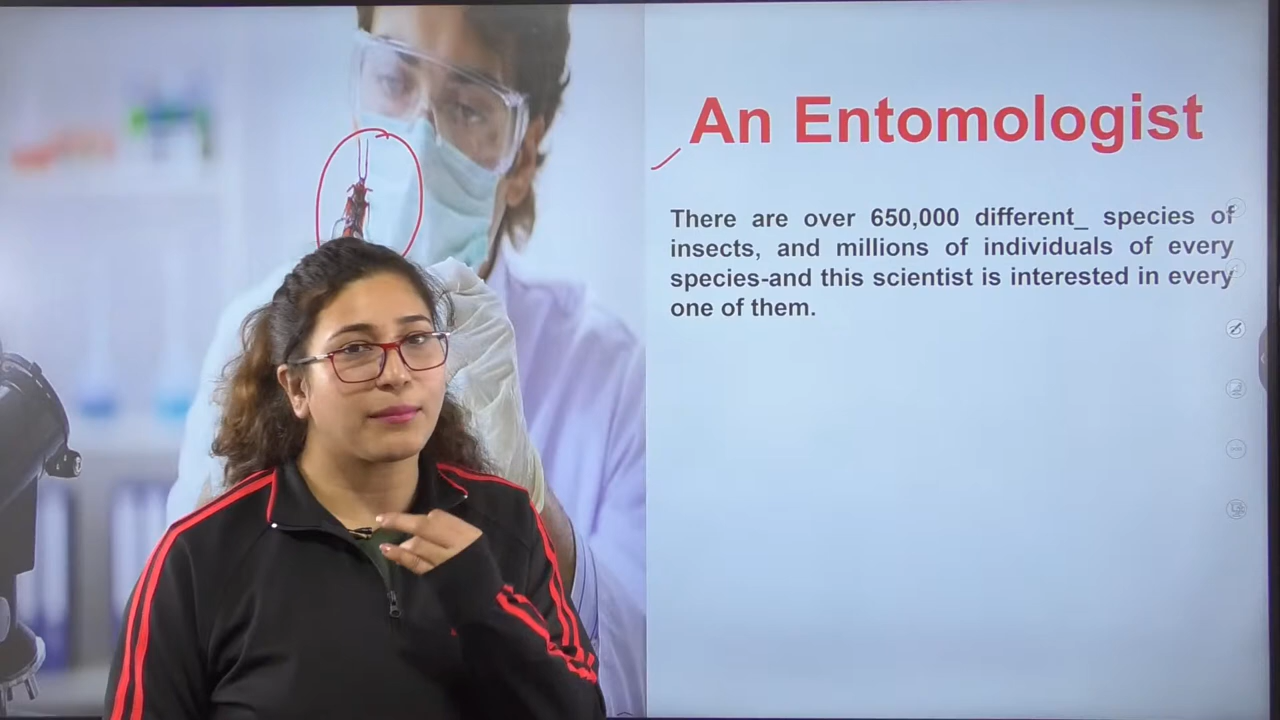 An Entomologist
There are over 650,000 different_ species of
insects, and millions of individuals of every
species-and this scientist is interested in every
one of them.